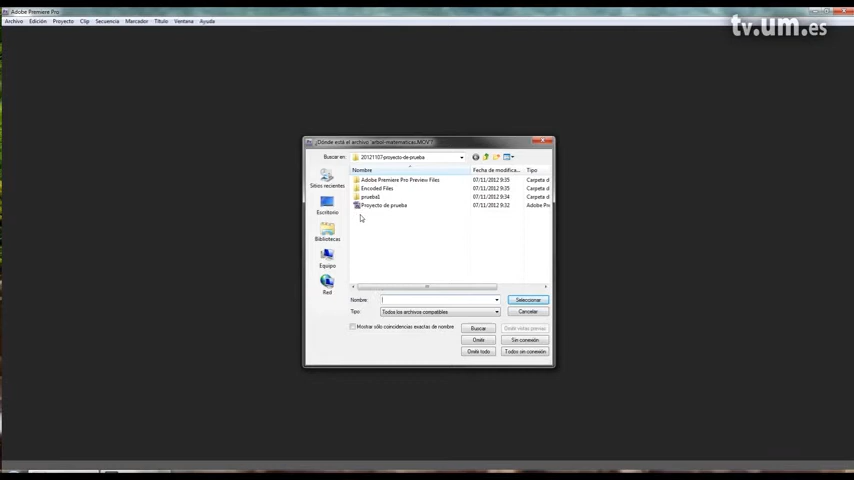 Adobe Premiere Pro
Archivo Edición Proyecto Clip Secuencia Marcador Título Ventana Ayuda
tv.um.es
¿Dónde está el archivo 'arbol-matematicas.MOV'?
Buscar en: 20121107-proyecto-de-prueba
Nombre Fecha de modifica... Tipo
Adobe Premiere Pro Preview Files 07/11/2012 9:35 Carpeta d
Encoded Files 07/11/2012 9:35 Carpeta d
prueba1 07/11/2012 9:34 Carpeta d
Proyecto de prueba 07/11/2012 9:32 Adobe Pr
Sitios recientes
Escritorio
Bibliotecas
Equipo
Red
Nombre: Seleccionar
Tipo: Todos los archivos compatibles Cancelar
Mostrar sólo coincidencias exactas de nombre Buscar Omitir vistas previas
Omitir Sin conexión
Omitir todo Todos sin conexión